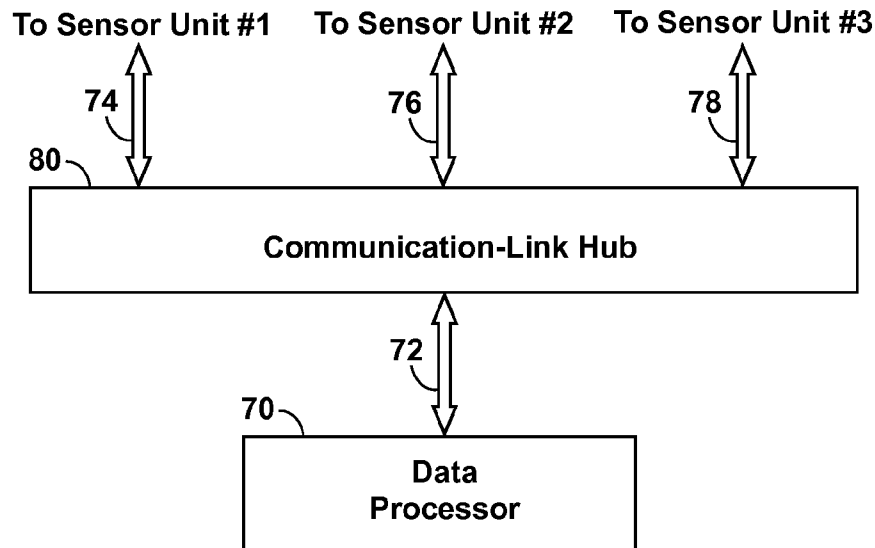 To Sensor Unit #1 To Sensor Unit #2 To Sensor Unit #3
74 76 78
80
Communication-Link Hub
72
70
Data
Processor